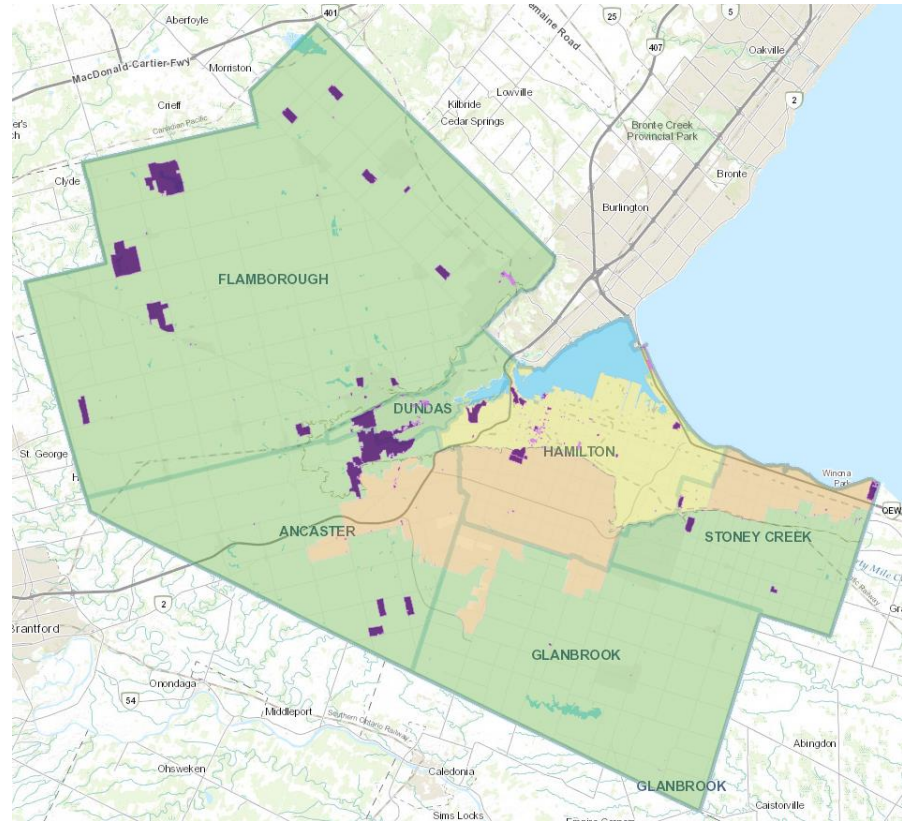 Aberfoyle
401
25
5
Oakville
407
MacDonald-Cartier-Fwy
Morriston
Lowville
2
Crieff
Kilbride
Cedar Springs
Canadian Pacific
Bronte Creek
Provincial Park
Clyde
Bronte
Burlington
FLAMBOROUGH
DUNDAS
St. George
HAMILTON
Winona
Park
QEW
ANCASTER
STONEY CREEK
2
Brantford
GLANBROOK
Onondaga
54
Middleport
Southern Ontario Railway
Abingdon
Ohsweken
Caledonia
GLANBROOK
Caistorville
Sims Locks